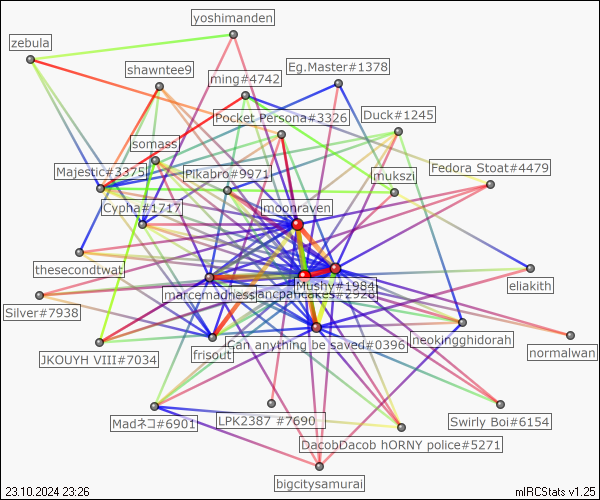 yoshimanden
zebula
shawntee9
Eg.Master#1378
ming#4742
Pocket Persona#3326
Duck#1245
somassi
Majestic#3375
Pikabro#9971
mukszi
Fedora Stoat#4479
Cypha#1717
moonraven
thesecondtwat
marcemadness
Mushy#1984
ancpancakes#2928
eliakith
Silver#7938
JKOUYH VIII#7034
frisout
Can anything be saved#0396
neokingghidorah
normalwan
Madネコ#6901
LPK2387 #7690
Swirly Boi#6154
DacobDacob hORNY police#5271
bigcitysamurai
23.10.2024 23:26
mIRCStats v1.25